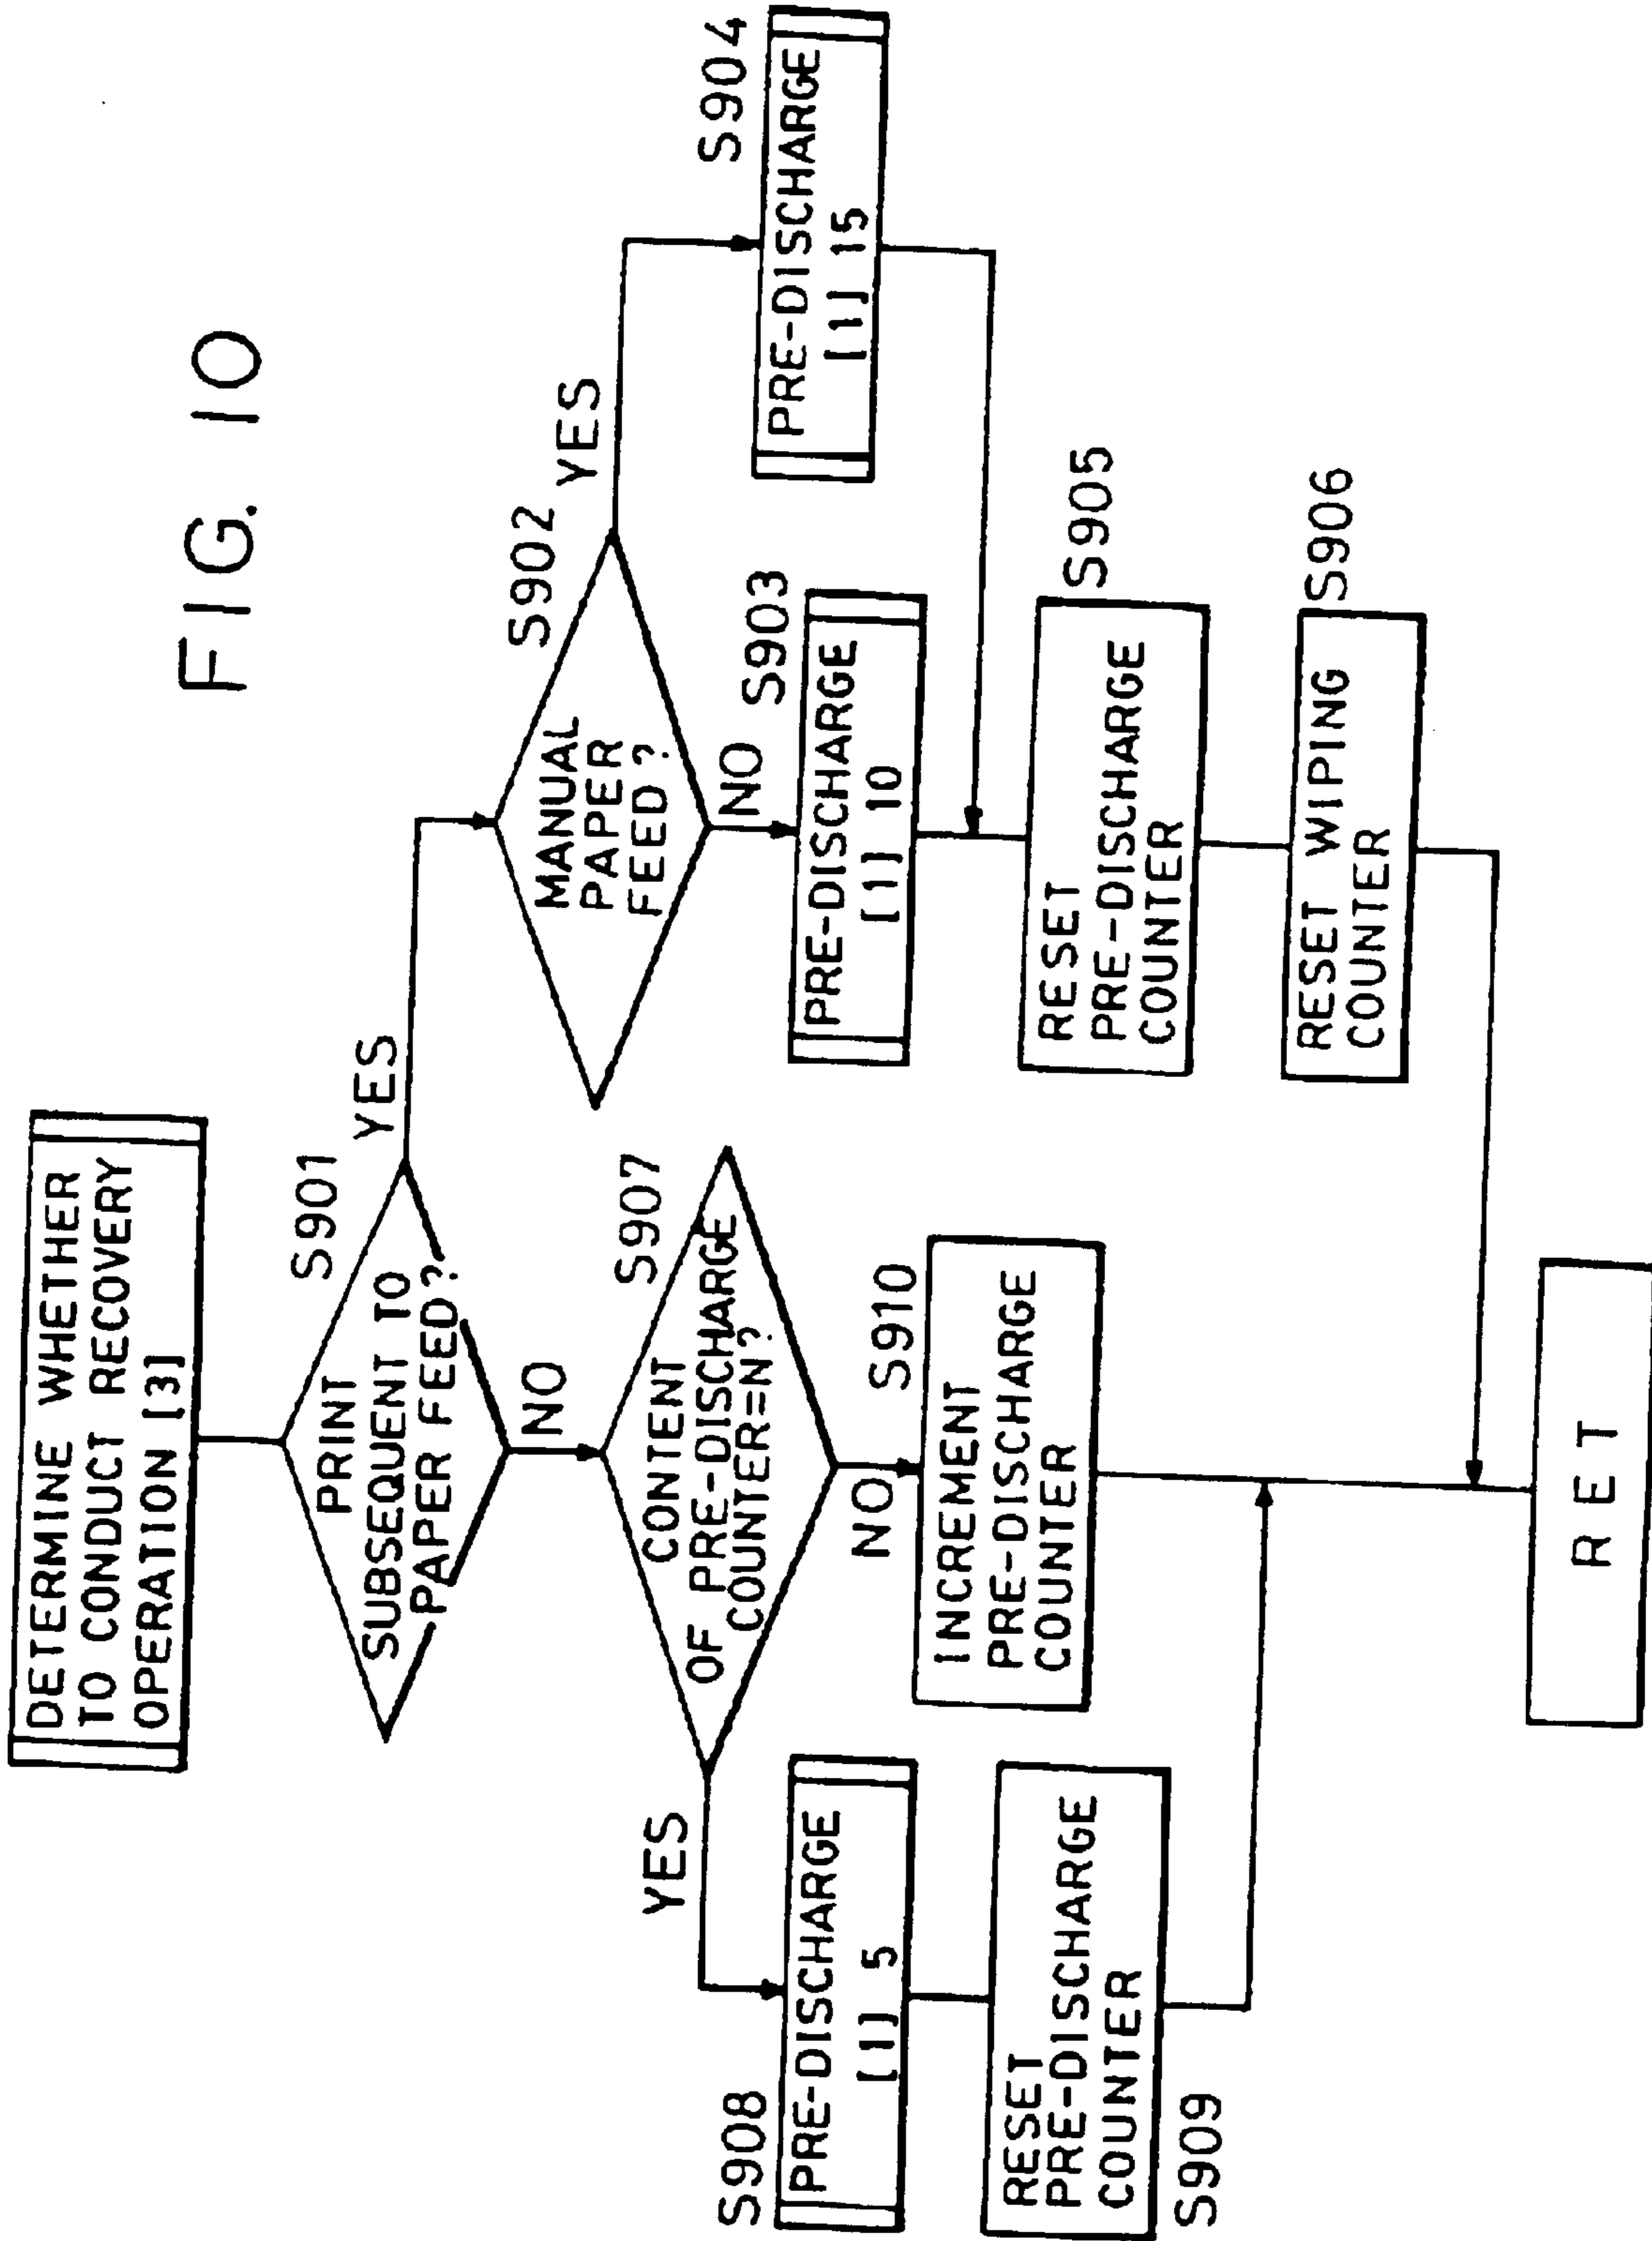 FIG. 10
DETERMINE WHETHER
TO CONDUCT RECOVERY
OPERATION [3]
S901
PRINT
SUBSEQUENT TO
PAPER FEED?
YES
NO
S902
MANUAL
PAPER
FEED?
YES
NO
S903
PRE-DISCHARGE
[1] 10
S904
PRE-DISCHARGE
[1] 15
S905
RESET
PRE-DISCHARGE
COUNTER
S906
RESET WIPING
COUNTER
S907
CONTENT
OF PRE-DISCHARGE
COUNTER=N?
YES
NO
S908
PRE-DISCHARGE
[1] 5
S909
RESET
PRE-DISCHARGE
COUNTER
S910
INCREMENT
PRE-DISCHARGE
COUNTER
RET